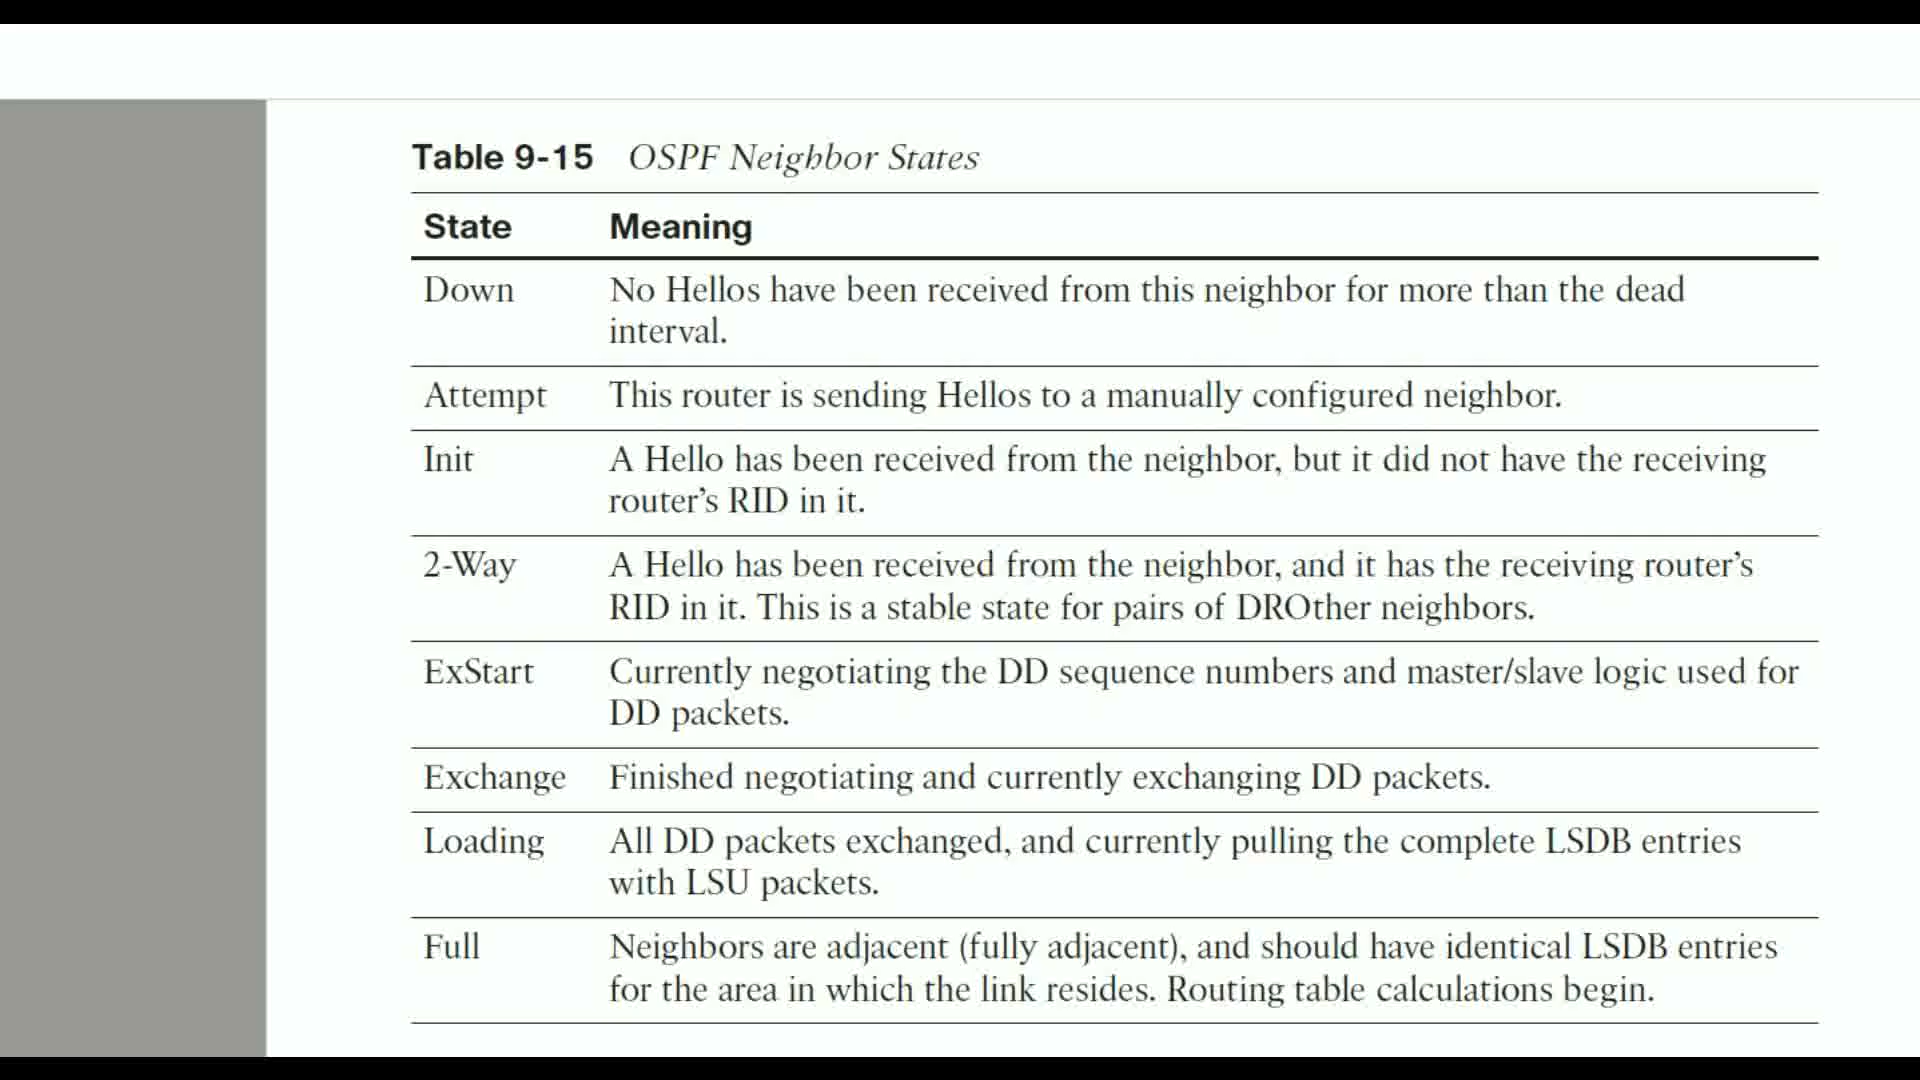 Table 9-15 OSPF Neighbor States
State Meaning
Down No Hellos have been received from this neighbor for more than the dead
interval.
Attempt This router is sending Hellos to a manually configured neighbor.
Init A Hello has been received from the neighbor, but it did not have the receiving
router’s RID in it.
2-Way A Hello has been received from the neighbor, and it has the receiving router’s
RID in it. This is a stable state for pairs of DROther neighbors.
ExStart Currently negotiating the DD sequence numbers and master/slave logic used for
DD packets.
Exchange Finished negotiating and currently exchanging DD packets.
Loading All DD packets exchanged, and currently pulling the complete LSDB entries
with LSU packets.
Full Neighbors are adjacent (fully adjacent), and should have identical LSDB entries
for the area in which the link resides. Routing table calculations begin.